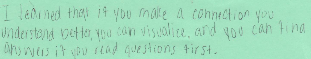 I learned that if you make a connection you
understand better, you can visualize, and you can find
answers if you read questions first.